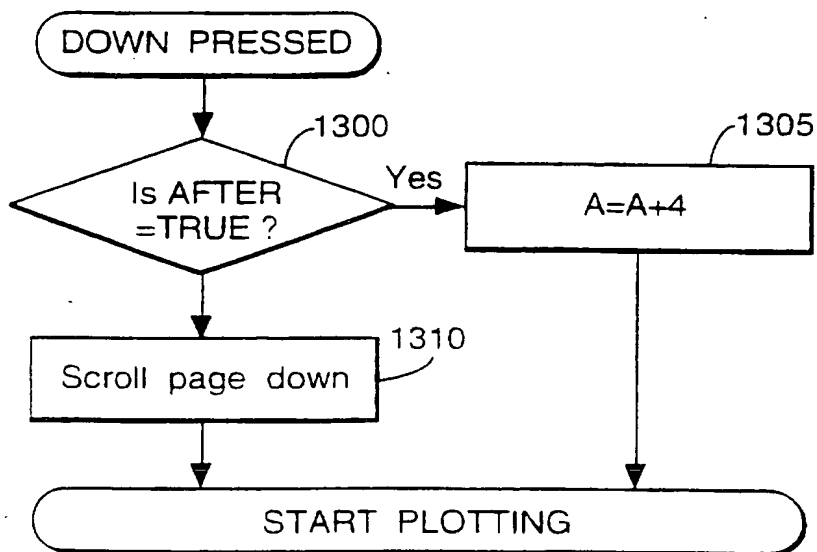 DOWN PRESSED
1300
Is AFTER
=TRUE ?
Yes
1305
A=A+4
1310
Scroll page down
START PLOTTING